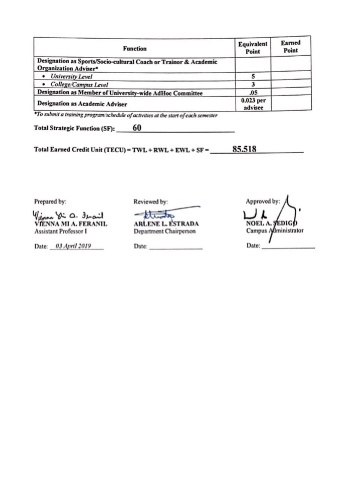 Function Equivalent Point Earned Point
Designation as Sports/Socio-cultural Coach or Trainer & Academic Organization Adviser*
• University Level 5
• College/Campus Level 3
Designation as Member of University-wide AdHoc Committee .05
Designation as Academic Adviser 0.023 per advisee
*To submit a training program/schedule of activities at the start of each semester
Total Strategic Function (SF): 60
Total Earned Credit Unit (TECU) = TWL + RWL + EWL + SF = 85.518
Prepared by: Reviewed by: Approved by:
VIENNA MI A. FERANIL ARLENE L. ESTRADA NOEL A. SEDIGO
Assistant Professor I Department Chairperson Campus Administrator
Date: 03 April 2019 Date: Date: